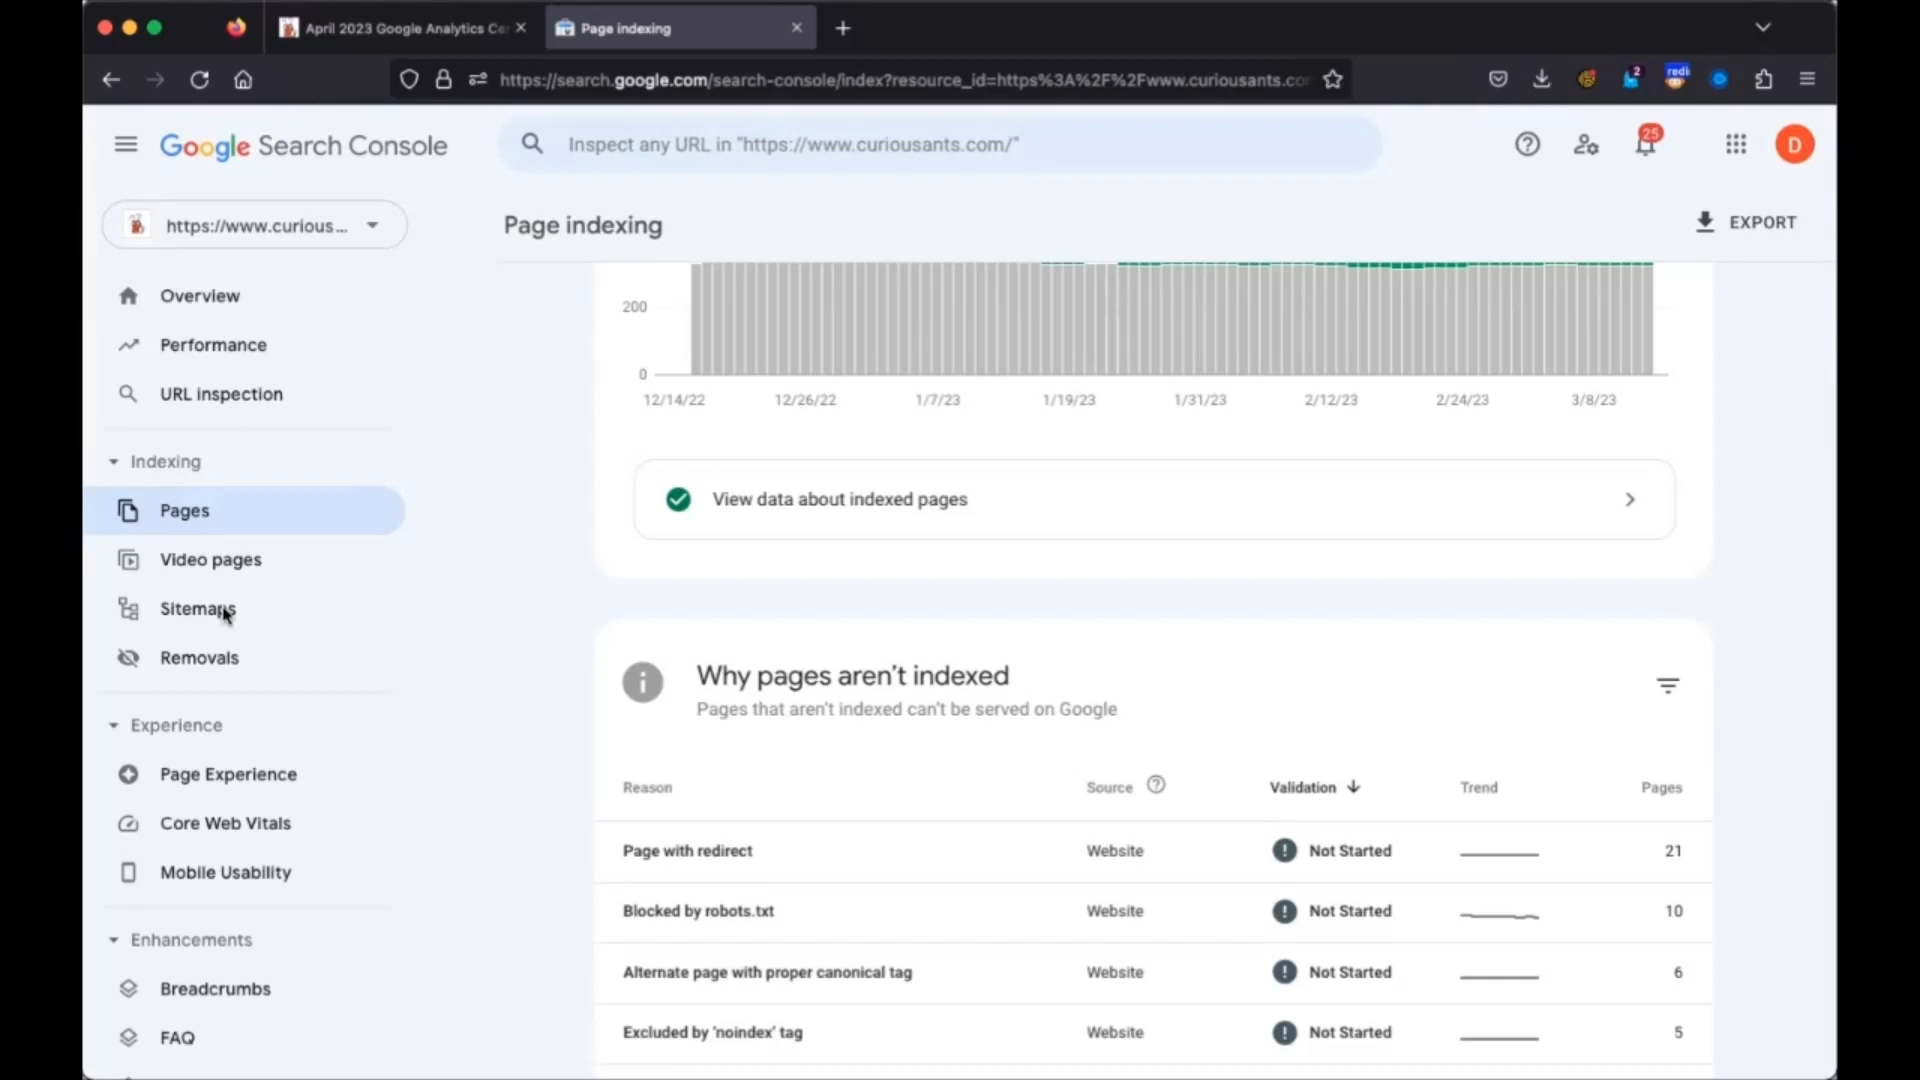 April 2023 Google Analytics Ce
Page indexing
https://search.google.com/search-console/index?resource_id=https%3A%2F%2Fwww.curiousants.co
2
redi
Google Search Console
Inspect any URL in "https://www.curiousants.com/"
25
D
https://www.curious...
Page indexing
EXPORT
Overview
Performance
URL inspection
Indexing
Pages
Video pages
Sitemaps
Removals
Experience
Page Experience
Core Web Vitals
Mobile Usability
Enhancements
Breadcrumbs
FAQ
200
0
12/14/22 12/26/22 1/7/23 1/19/23 1/31/23 2/12/23 2/24/23 3/8/23
View data about indexed pages
Why pages aren't indexed
Pages that aren't indexed can't be served on Google
Reason Source Validation Trend Pages
Page with redirect Website Not Started 21
Blocked by robots.txt Website Not Started 10
Alternate page with proper canonical tag Website Not Started 6
Excluded by 'noindex' tag Website Not Started 5